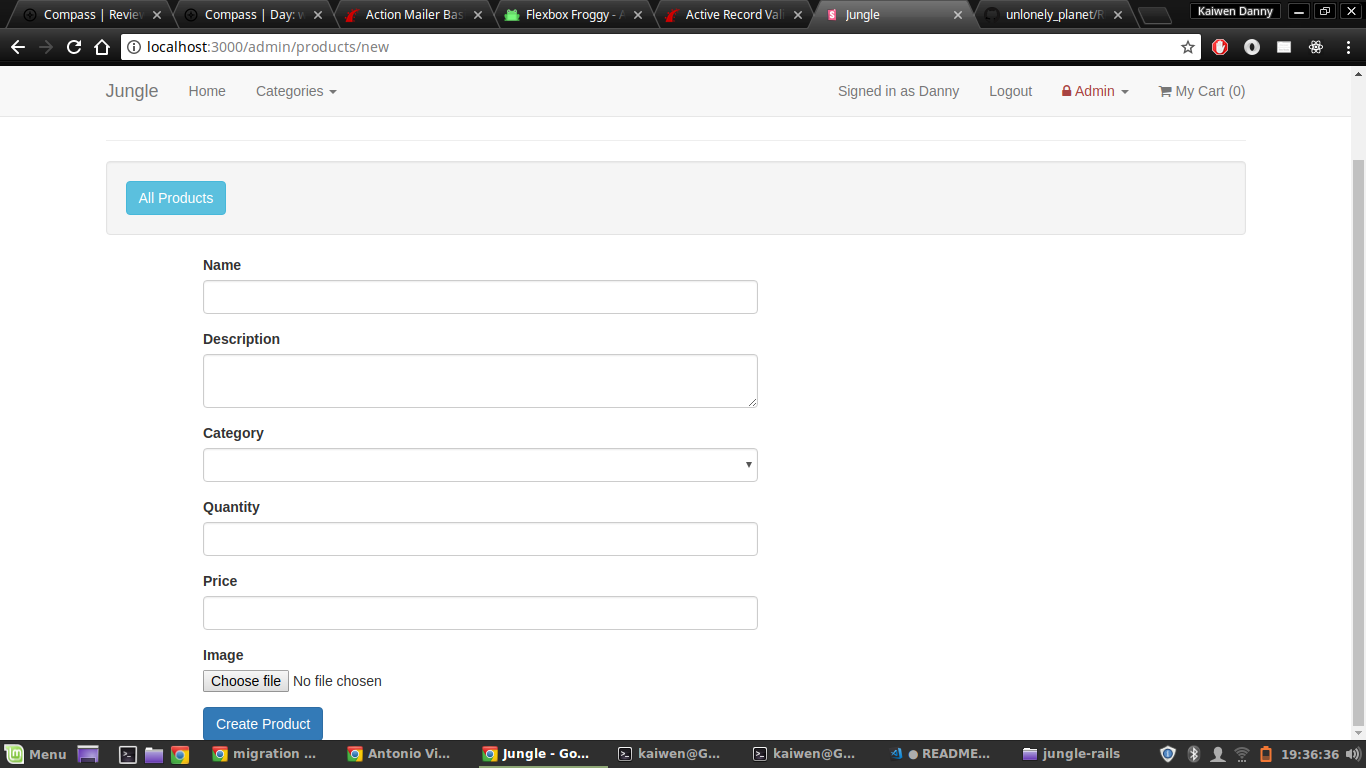 Compass | Review
Compass | Day: w
Action Mailer Bas
Flexbox Froggy - A
Active Record Vali
Jungle
unlonely_planet/R
Kaiwen Danny
localhost:3000/admin/products/new
Jungle Home Categories Signed in as Danny Logout Admin My Cart (0)
All Products
Name
Description
Category
Quantity
Price
Image
Choose file No file chosen
Create Product
Menu migration ... Antonio Vi... Jungle - Go... kaiwen@G... kaiwen@G... ● README... jungle-rails 19:36:36